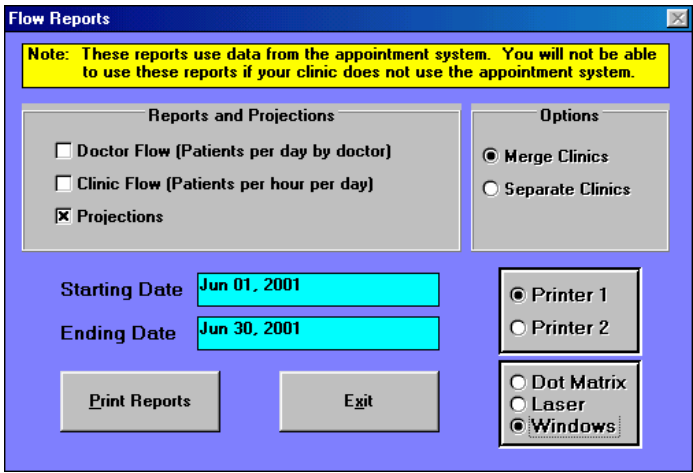 Flow Reports
Note: These reports use data from the appointment system. You will not be able
to use these reports if your clinic does not use the appointment system.
Reports and Projections
Doctor Flow (Patients per day by doctor)
Clinic Flow (Patients per hour per day)
Projections
Options
Merge Clinics
Separate Clinics
Starting Date Jun 01, 2001
Ending Date Jun 30, 2001
Printer 1
Printer 2
Print Reports
Exit
Dot Matrix
Laser
Windows